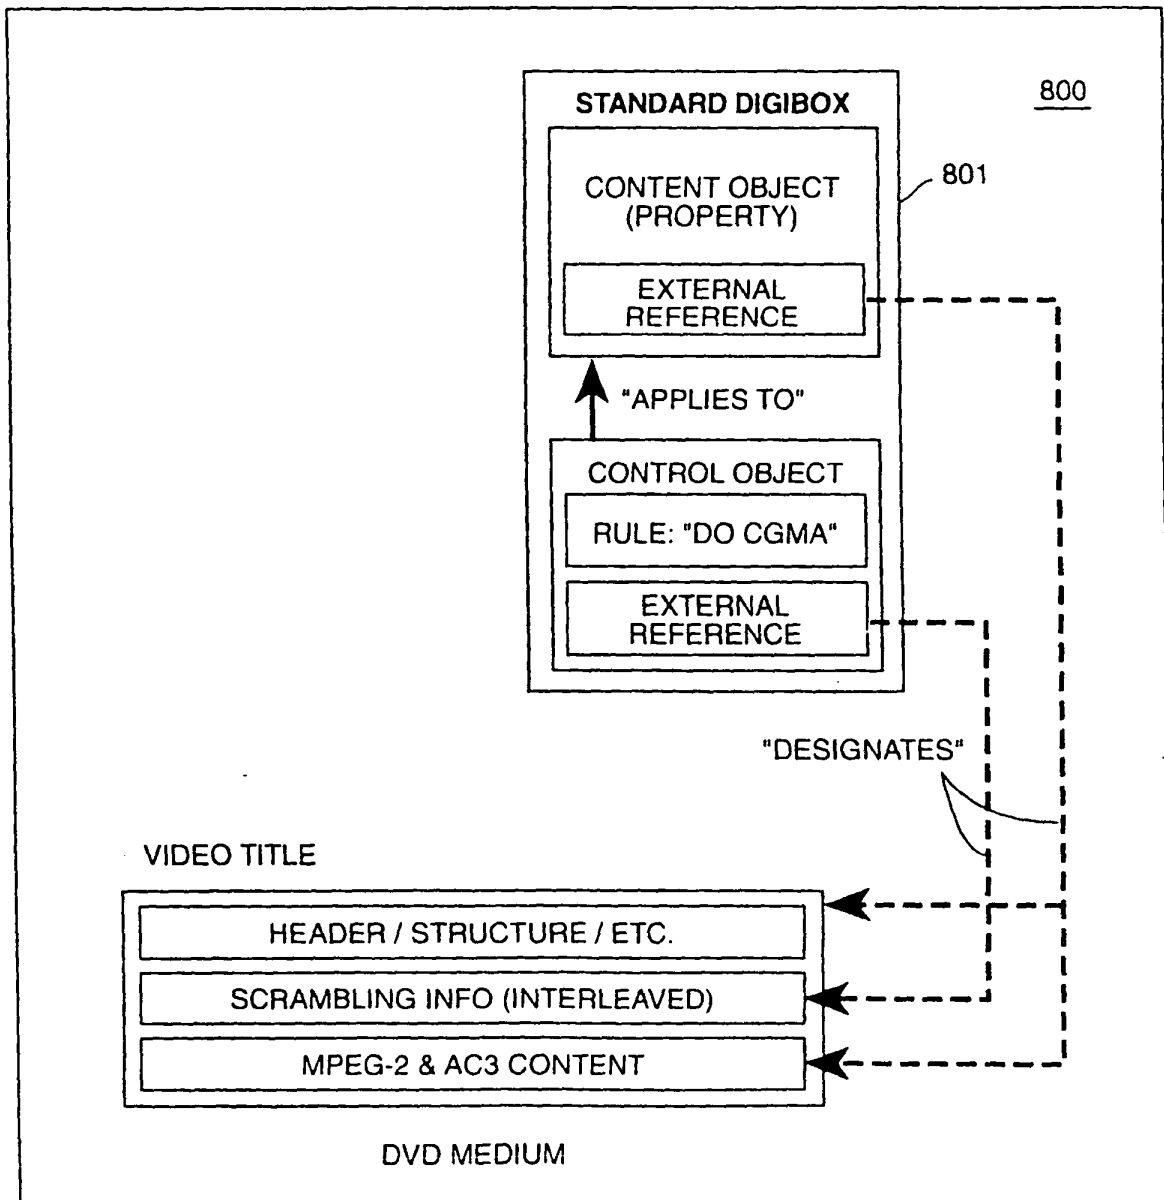 800
STANDARD DIGIBOX
801
CONTENT OBJECT
(PROPERTY)
EXTERNAL
REFERENCE
"APPLIES TO"
CONTROL OBJECT
RULE: "DO CGMA"
EXTERNAL
REFERENCE
"DESIGNATES"
VIDEO TITLE
HEADER / STRUCTURE / ETC.
SCRAMBLING INFO (INTERLEAVED)
MPEG-2 & AC3 CONTENT
DVD MEDIUM